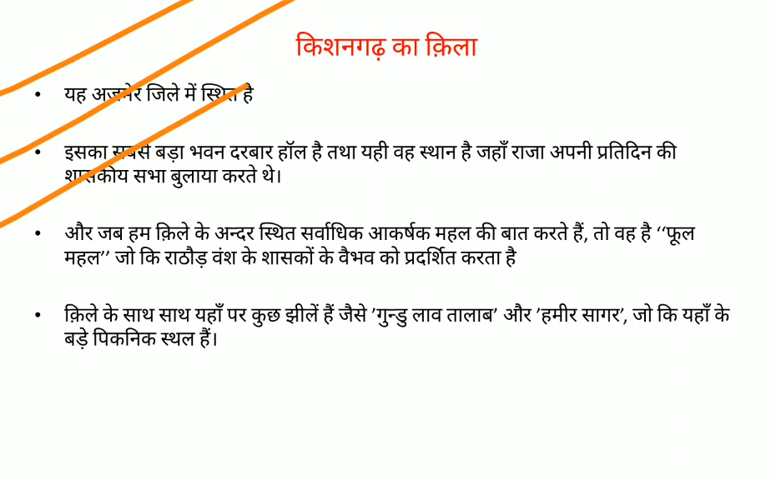 किशनगढ़ का क़िला
• यह अजमेर जिले में स्थित है
• इसका सबसे बड़ा भवन दरबार हॉल है तथा यही वह स्थान है जहाँ राजा अपनी प्रतिदिन की
शासकीय सभा बुलाया करते थे।
• और जब हम क़िले के अन्दर स्थित सर्वाधिक आकर्षक महल की बात करते हैं, तो वह है ‘‘फूल
महल’’ जो कि राठौड़ वंश के शासकों के वैभव को प्रदर्शित करता है
• क़िले के साथ साथ यहाँ पर कुछ झीलें हैं जैसे ’गुन्डु लाव तालाब’ और ’हमीर सागर’, जो कि यहाँ के
बड़े पिकनिक स्थल हैं।